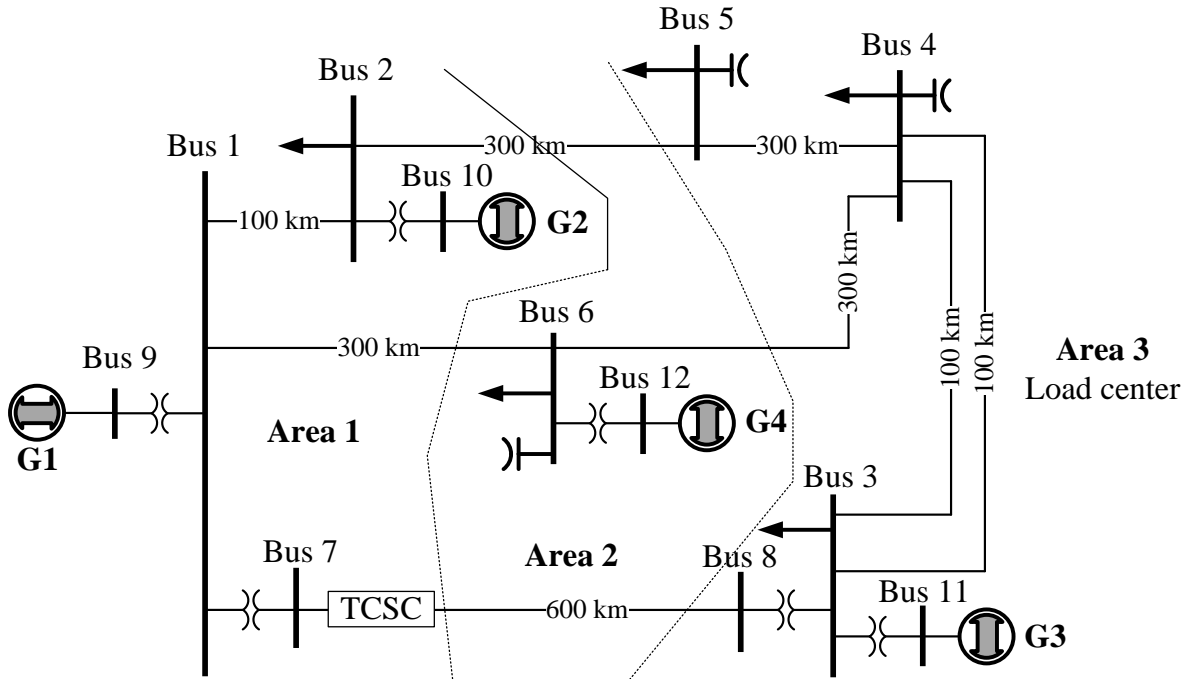 Bus 5
Bus 4
Bus 2
Bus 1
300 km
300 km
Bus 10
100 km
G2
300 km
Bus 6
300 km
100 km
100 km
Area 3
Load center
Bus 9
Bus 12
G1
Area 1
G4
Bus 3
Bus 7
Area 2
Bus 8
TCSC
600 km
Bus 11
G3